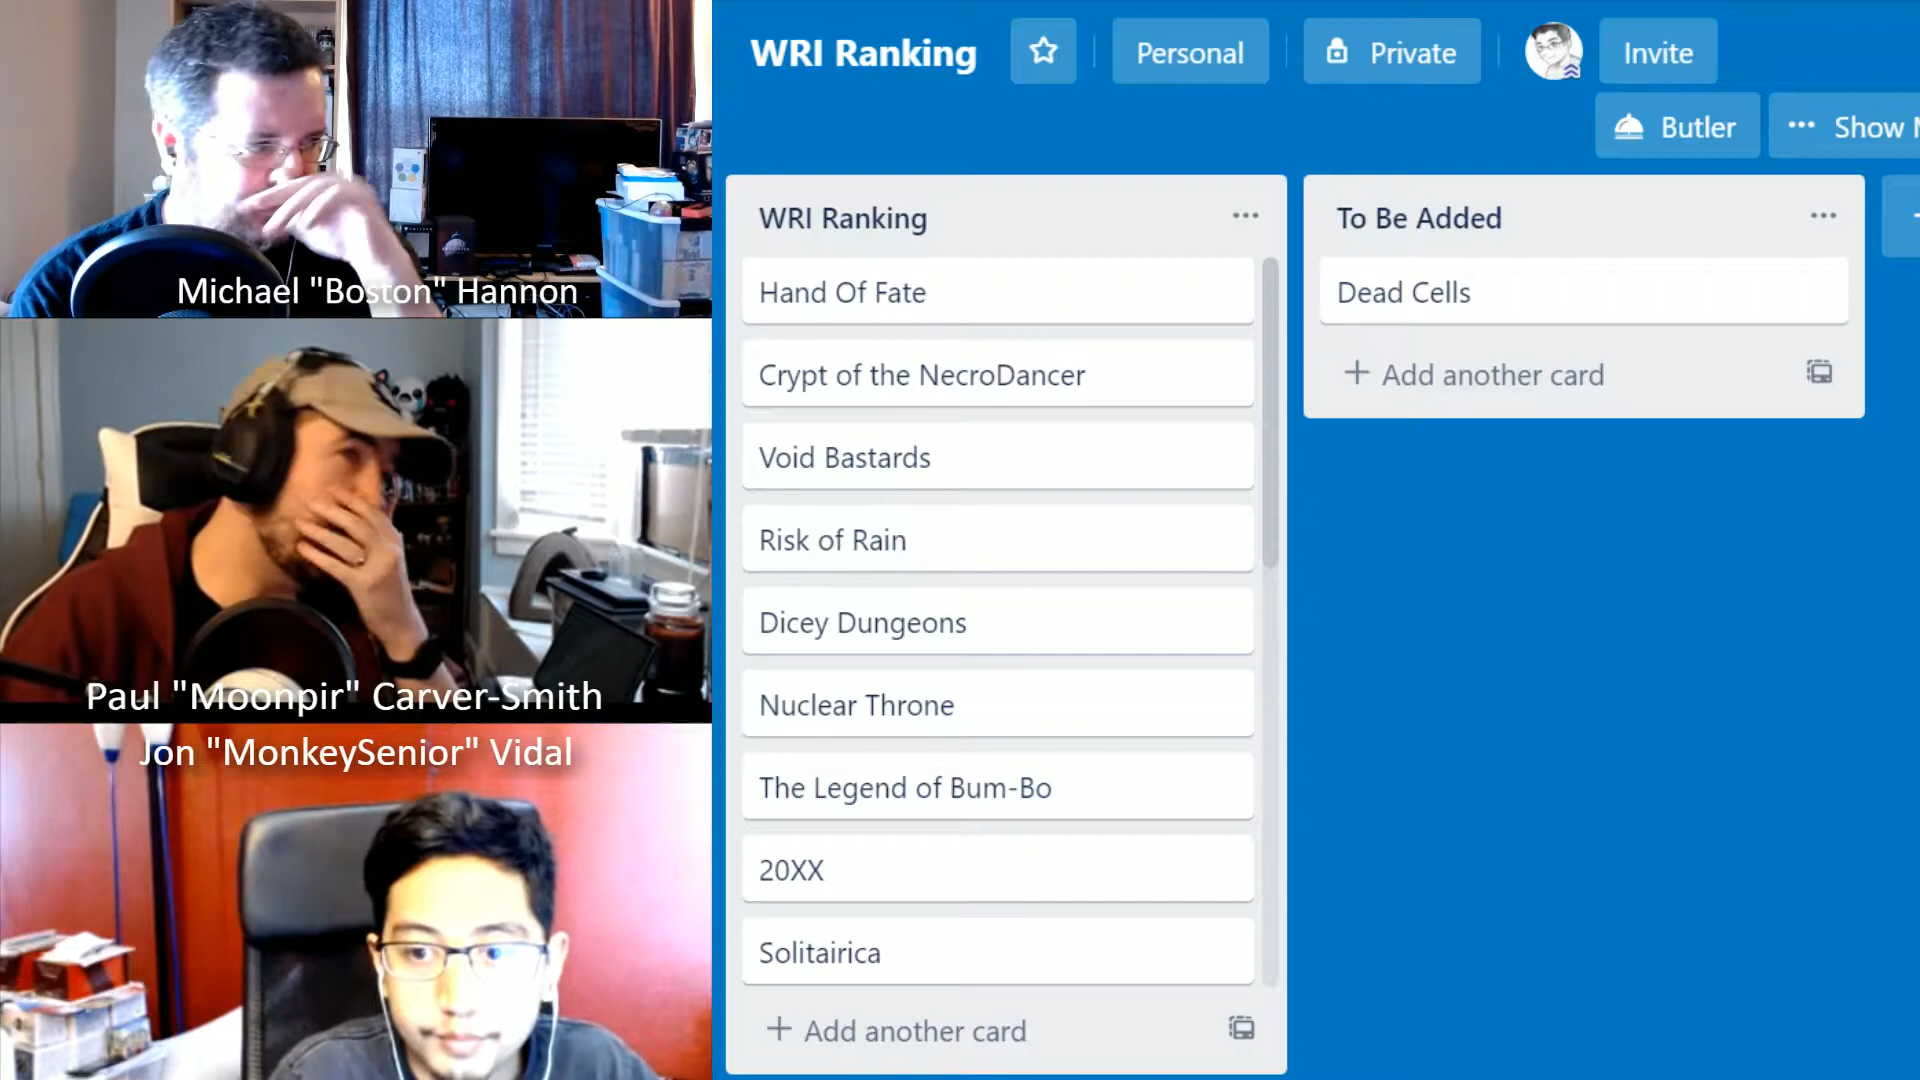 Michael "Boston" Hannon
Paul "Moonpir" Carver-Smith
Jon "MonkeySenior" Vidal
WRI Ranking
Personal
Private
Invite
Butler
Show
WRI Ranking
Hand Of Fate
Crypt of the NecroDancer
Void Bastards
Risk of Rain
Dicey Dungeons
Nuclear Throne
The Legend of Bum-Bo
20XX
Solitairica
Add another card
To Be Added
Dead Cells
Add another card